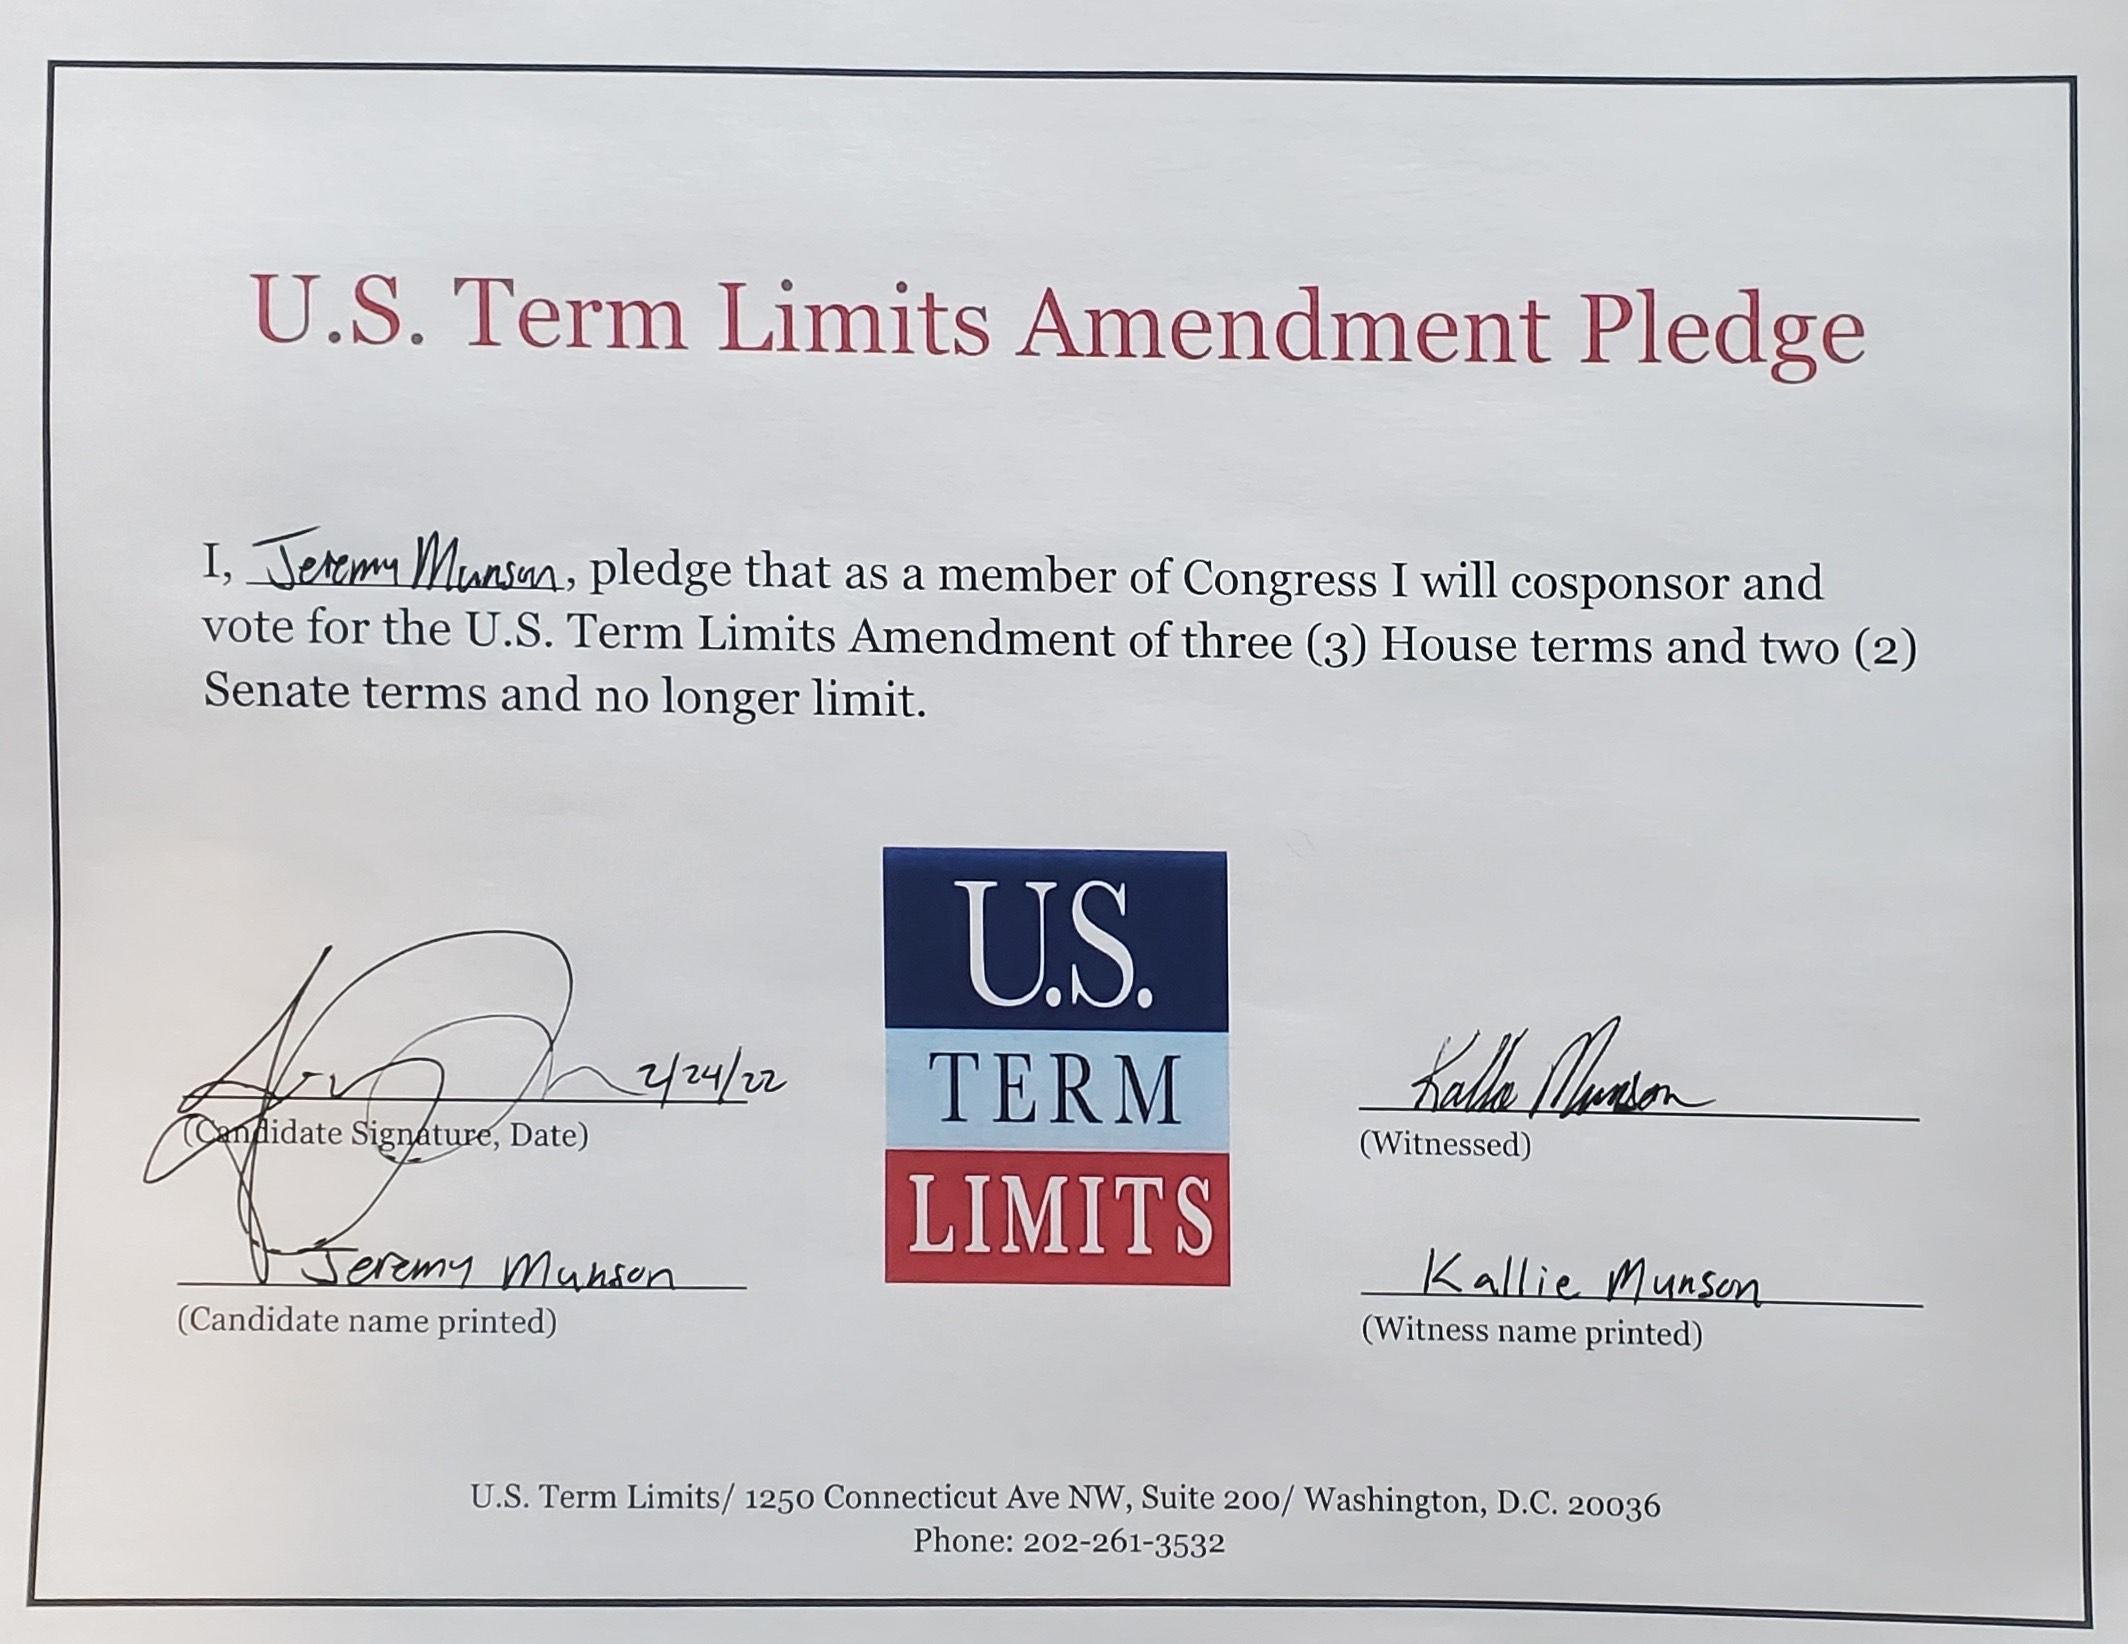 U.S. Term Limits Amendment Pledge
I, Jeremy Munson, pledge that as a member of Congress I will cosponsor and
vote for the U.S. Term Limits Amendment of three (3) House terms and two (2)
Senate terms and no longer limit.
U.S.
TERM
LIMITS
2/24/22
(Candidate Signature, Date)
Jeremy Munson
(Candidate name printed)
Kallie Munson
(Witnessed)
Kallie Munson
(Witness name printed)
U.S. Term Limits/ 1250 Connecticut Ave NW, Suite 200/ Washington, D.C. 20036
Phone: 202-261-3532